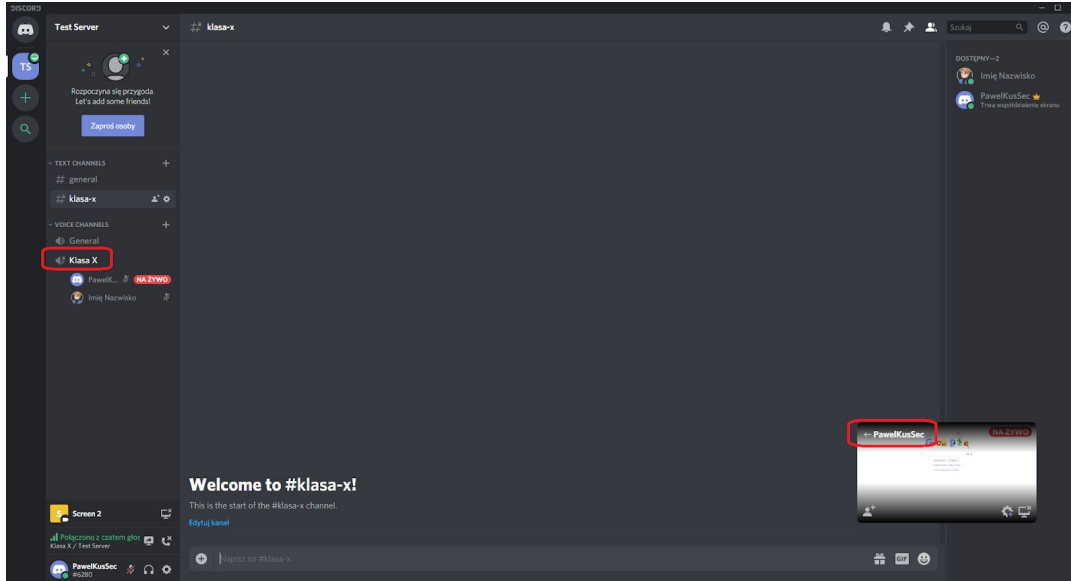 DISCORD
Test Server
klasa-x
Szukaj
TS
Rozpoczyna się przygoda.
Let's add some friends!
Zaproś osoby
TEXT CHANNELS
general
klasa-x
VOICE CHANNELS
General
Klasa X
PawelK... NA ŻYWO
Imię Nazwisko
DOSTĘPNY—2
Imię Nazwisko
PawelKusSec
Trwa współdzielenie ekranu
← PawelKusSec
NA ŻYWO
Google
Welcome to #klasa-x!
This is the start of the #klasa-x channel.
Edytuj kanał
Napisz na #klasa-x
GIF
Screen 2
Połączono z czatem głos
Klasa X / Test Server
PawelKusSec
#6280